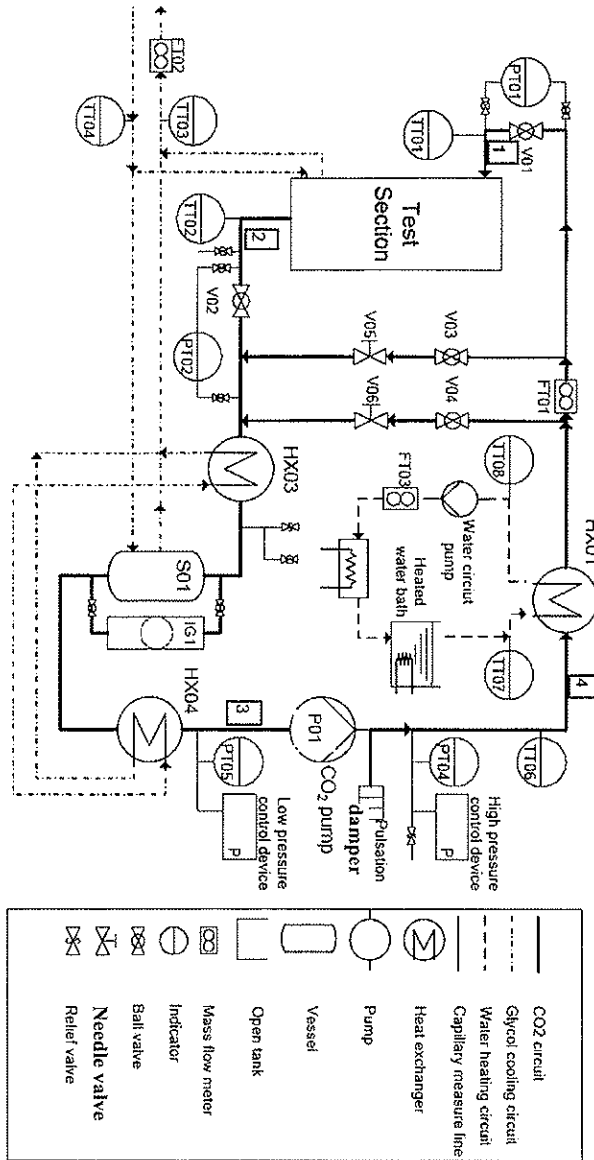 FT02
TT04
TT03
PT01
TT01
V01
1
Test
Section
TT02
2
V02
PT02
V05
V03
V06
V04
FT01
TT08
FT03
Water circiut
pump
Heated
water bath
HX01
TT07
4
HX03
S01
IG1
HX04
3
P01
CO2 pump
PT05
P
Low pressure
control device
Pulsation
damper
PT04
P
High pressure
control device
TT06
CO2 circuit
Glycol cooling circuit
Water heating circuit
Capillary measure line
Heat exchanger
Pump
Vessel
Open tank
Mass flow meter
Indicator
Ball valve
Needle valve
Relief valve